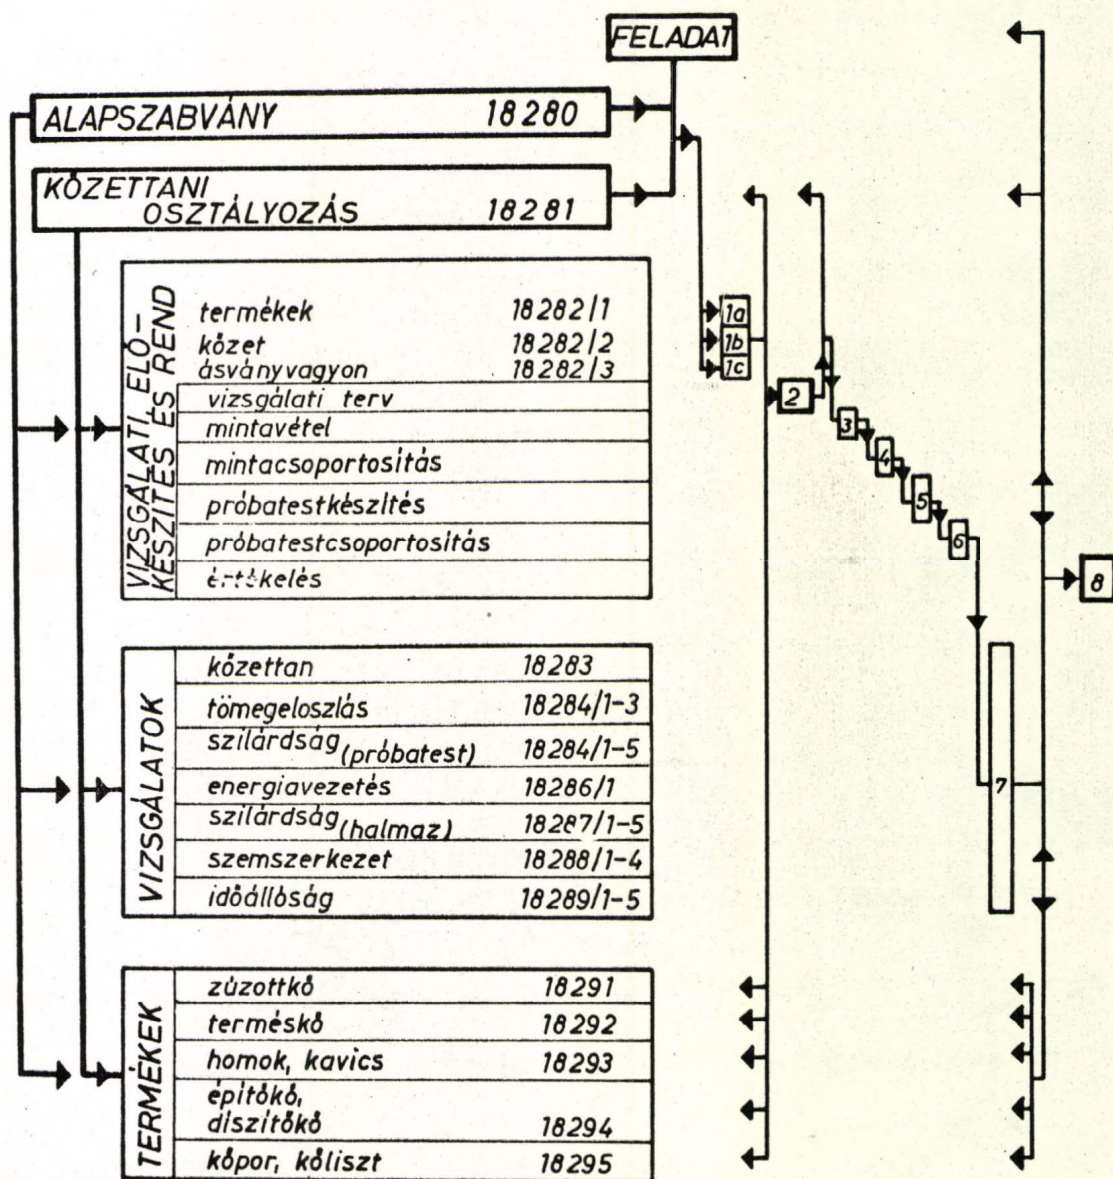 FELADAT
ALAPSZABVÁNY 18280
KŐZETTANI
OSZTÁLYOZÁS 18281
VIZSGÁLATI ELŐ-
KÉSZÍTÉS ÉS REND
termékek 18282/1
kőzet 18282/2
ásványvagyon 18282/3
vizsgálati terv
mintavétel
mintacsoportosítás
próbatestkészítés
próbatestcsoportosítás
értékelés
1a
1b
1c
2
3
4
5
6
7
8
VIZSGÁLATOK
kőzettan 18283
tömegeloszlás 18284/1-3
szilárdság (próbatest) 18284/1-5
energiavezetés 18286/1
szilárdság (halmaz) 18287/1-5
szemszerkezet 18288/1-4
időállóság 18289/1-5
TERMÉKEK
zúzottkő 18291
terméskő 18292
homok, kavics 18293
építőkő,
díszítőkő 18294
kőpor, kőliszt 18295